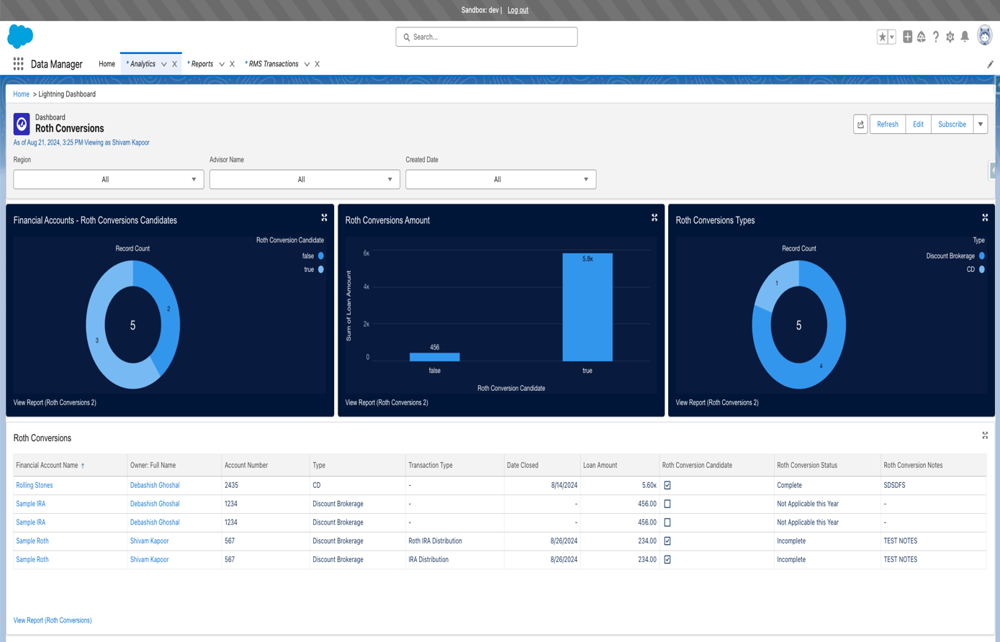 Sandbox: dev | Log out
Search...
Data Manager Home * Analytics * Reports * RMS Transactions
Home > Lightning Dashboard
Dashboard
Roth Conversions
As of Aug 21, 2024, 3:25 PM·Viewing as Shivam Kapoor
Refresh Edit Subscribe
Region Advisor Name Created Date
All All All
Financial Accounts - Roth Conversions Candidates
Roth Conversion Candidate
Record Count
false
true
2
5
3
View Report (Roth Conversions 2)
Roth Conversions Amount
Sum of Loan Amount
6K
4K
2K
0
456
5.8K
false true
Roth Conversion Candidate
View Report (Roth Conversions 2)
Roth Conversions Types
Type
Record Count
Discount Brokerage
CD
1
5
4
View Report (Roth Conversions 2)
Roth Conversions
Financial Account Name ↑ Owner: Full Name Account Number Type Transaction Type Date Closed Loan Amount Roth Conversion Candidate Roth Conversion Status Roth Conversion Notes
Rolling Stones Debashish Ghoshal 2435 CD - 8/14/2024 5.60K Complete SDSDFS
Sample IRA Debashish Ghoshal 1234 Discount Brokerage - - 456.00 Not Applicable this Year -
Sample IRA Debashish Ghoshal 1234 Discount Brokerage - - 456.00 Not Applicable this Year -
Sample Roth Shivam Kapoor 567 Discount Brokerage Roth IRA Distribution 8/26/2024 234.00 Incomplete TEST NOTES
Sample Roth Shivam Kapoor 567 Discount Brokerage IRA Distribution 8/26/2024 234.00 Incomplete TEST NOTES
View Report (Roth Conversions)